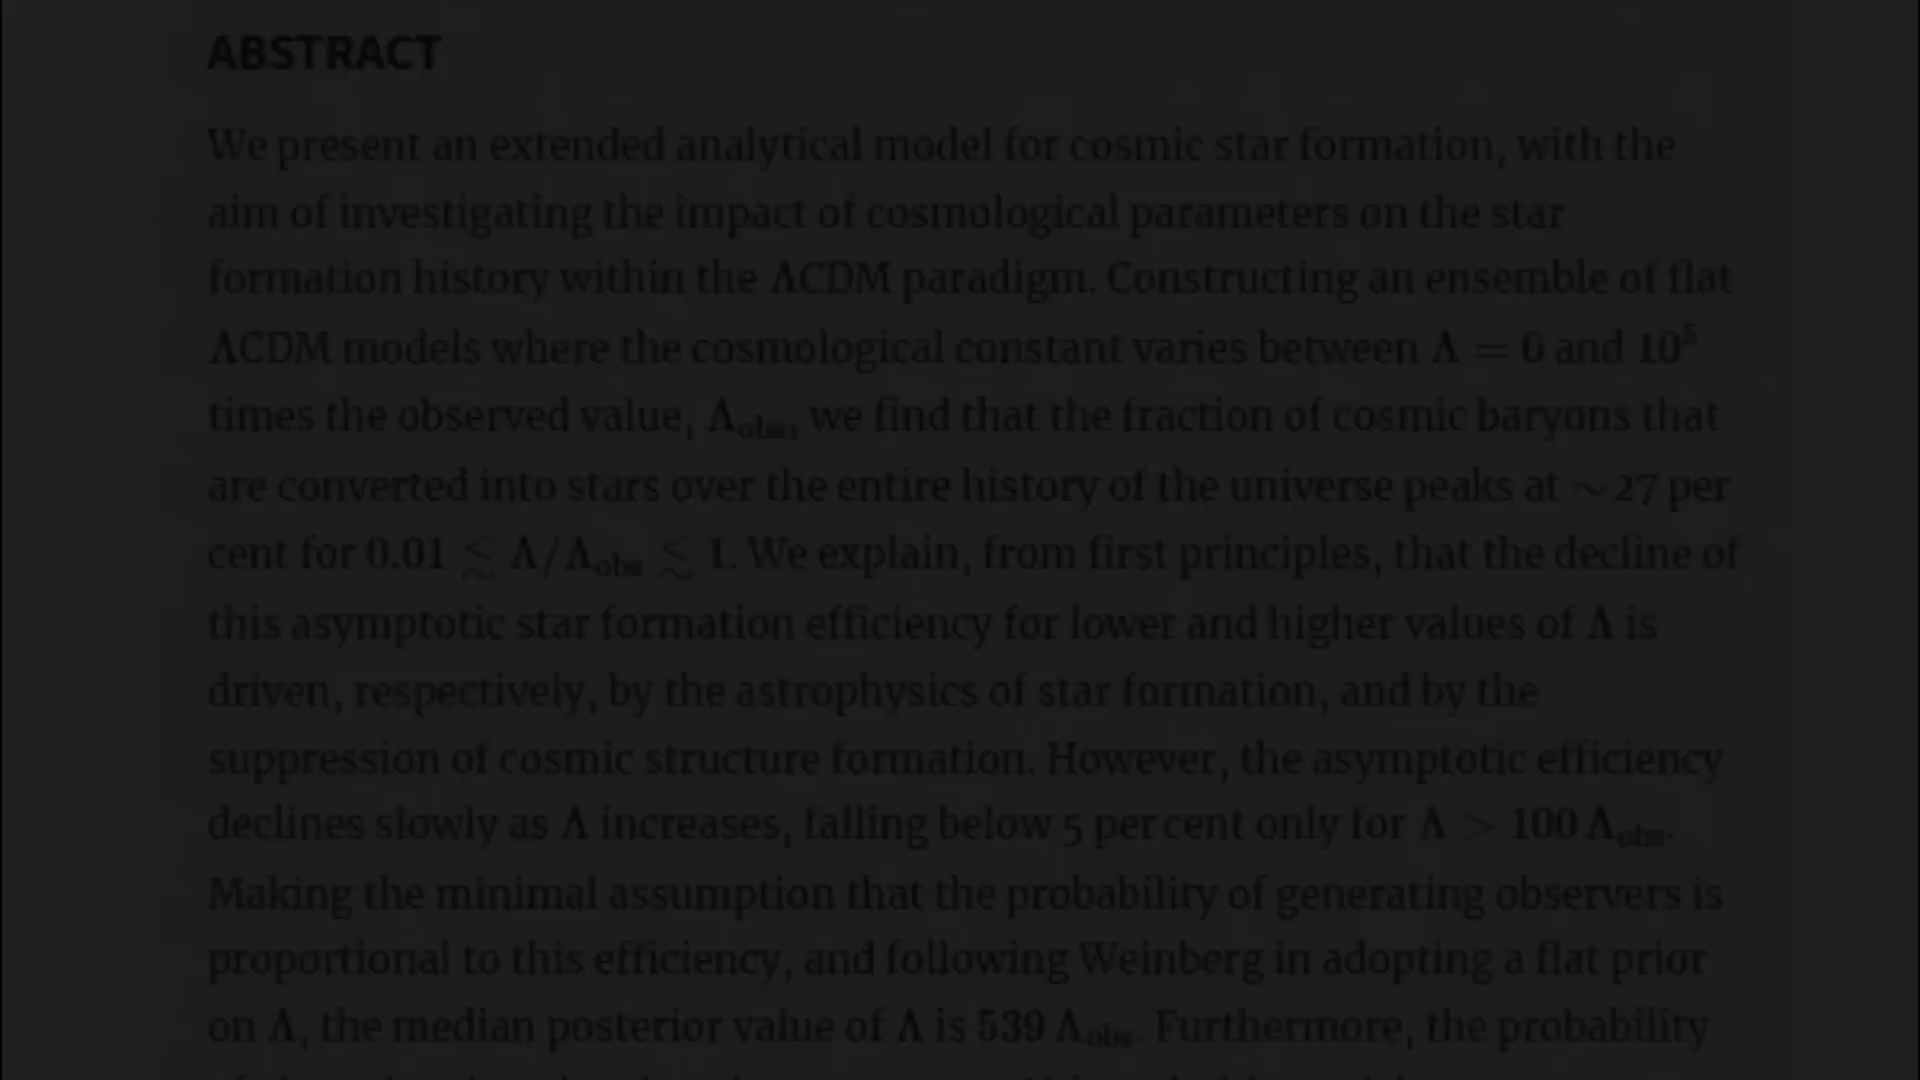 ABSTRACT
We present an extended analytical model for cosmic star formation, with the
aim of investigating the impact of cosmological parameters on the star
formation history within the ΛCDM paradigm. Constructing an ensemble of flat
ΛCDM models where the cosmological constant varies between Λ = 0 and 10⁵
times the observed value, Λobs, we find that the fraction of cosmic baryons that
are converted into stars over the entire history of the universe peaks at ∼ 27 per
cent for 0.01 ≲ Λ/Λobs ≲ 1. We explain, from first principles, that the decline of
this asymptotic star formation efficiency for lower and higher values of Λ is
driven, respectively, by the astrophysics of star formation, and by the
suppression of cosmic structure formation. However, the asymptotic efficiency
declines slowly as Λ increases, falling below 5 per cent only for Λ > 100 Λobs.
Making the minimal assumption that the probability of generating observers is
proportional to this efficiency, and following Weinberg in adopting a flat prior
on Λ, the median posterior value of Λ is 539 Λobs. Furthermore, the probability